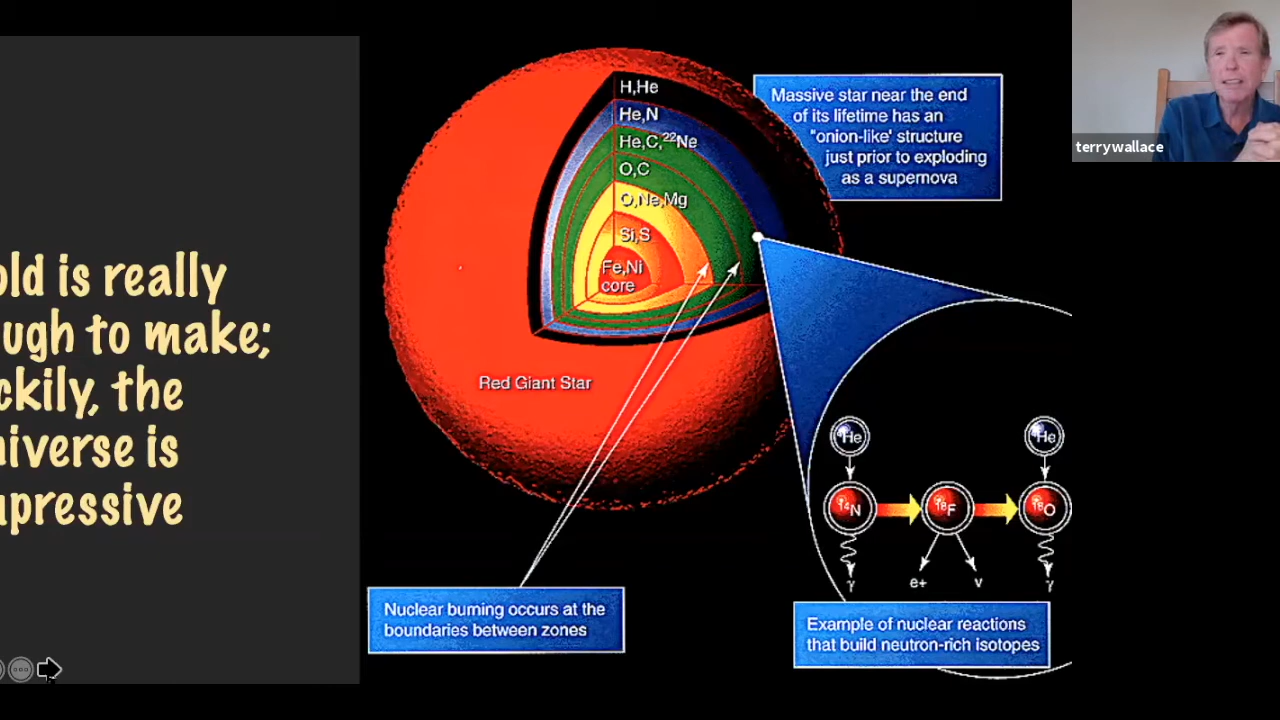 old is really
ugh to make;
ckily, the
niverse is
npressive
H,He
He,N
He,C,²²Ne
O,C
O,Ne,Mg
Si,S
Fe,Ni
core
Red Giant Star
Massive star near the end
of its lifetime has an
"onion-like' structure
just prior to exploding
as a supernova
terry wallace
He
He
¹⁴N
¹⁸F
¹⁸O
γ
e+
ν
γ
Nuclear burning occurs at the
boundaries between zones
Example of nuclear reactions
that build neutron-rich isotopes